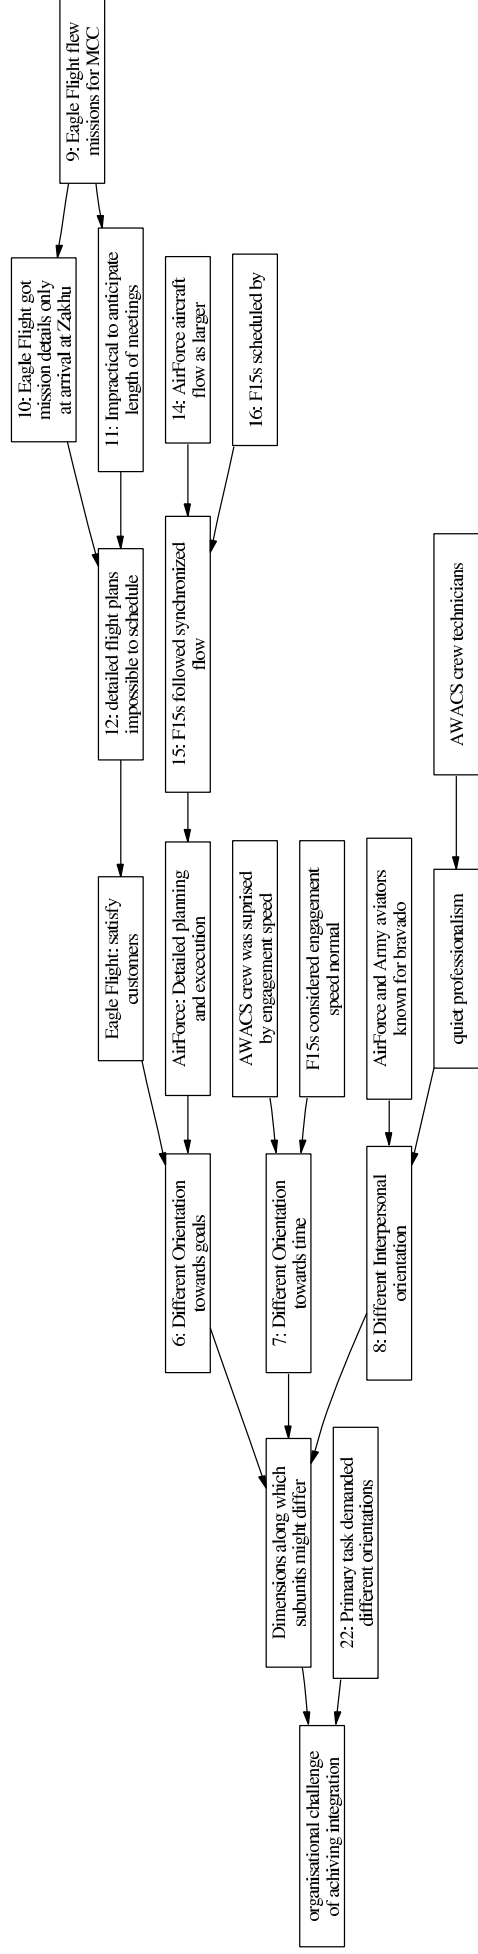 9: Eagle Flight flew
missions for MCC
10: Eagle Flight got
mission details only
at arrival at Zakhu
11: Impractical to anticipate
length of meetings
14: AirForce aircraft
flow as larger
16: F15s scheduled by
12: detailed flight plans
impossible to schedule
15: F15s followed synchronized
flow
Eagle Flight: satisfy
customers
AirForce: Detailed planning
and excecution
AWACS crew was suprised
by engagement speed
F15s considered engagement
speed normal
AirForce and Army aviators
known for bravado
quiet professionalism
AWACS crew technicians
6: Different Orientation
towards goals
7: Different Orientation
towards time
8: Different Interpersonal
orientation
Dimensions along which
subunits might differ
22: Primary task demanded
different orientations
organisational challenge
of achiving integration